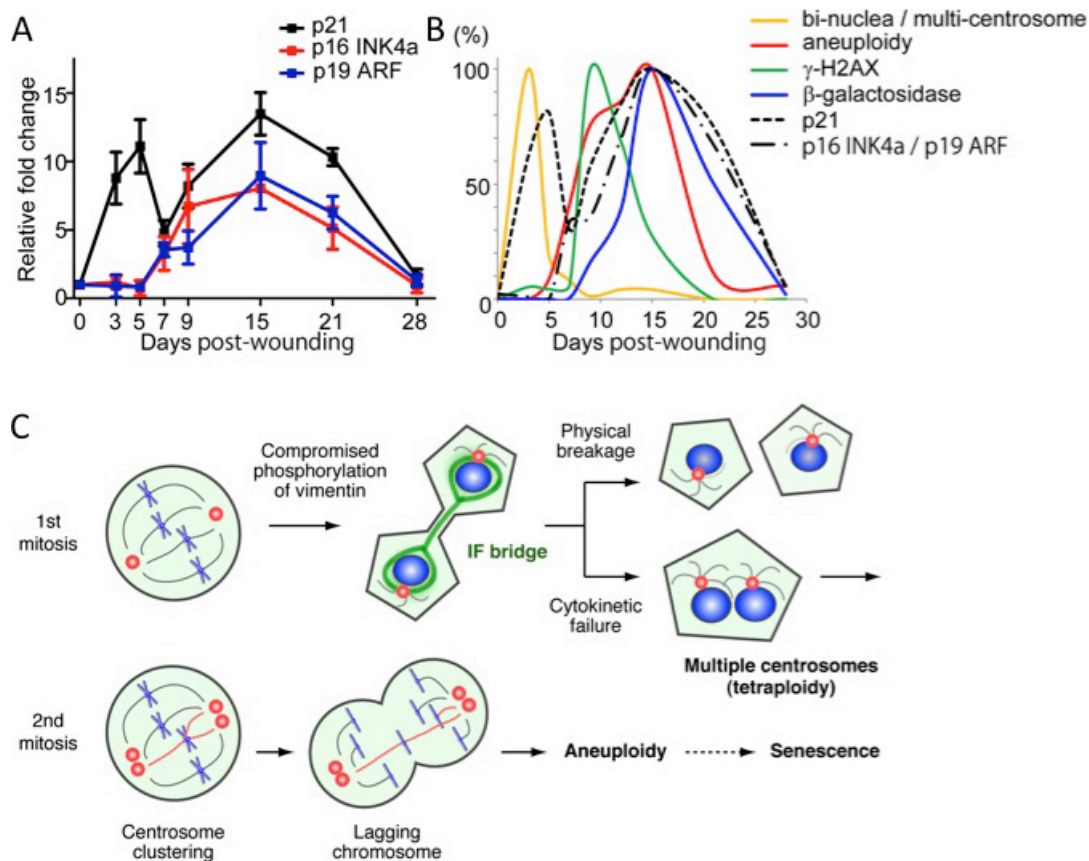 A
p21
p16 INK4a
p19 ARF
Relative fold change
15
10
5
0
0 3 5 7 9 15 21 28
Days post-wounding
B
(%)
bi-nuclea / multi-centrosome
aneuploidy
γ-H2AX
β-galactosidase
p21
p16 INK4a / p19 ARF
100
50
0
0 5 10 15 20 25 30
Days post-wounding
C
1st
mitosis
Compromised
phosphorylation
of vimentin
IF bridge
Physical
breakage
Cytokinetic
failure
Multiple centrosomes
(tetraploidy)
2nd
mitosis
Centrosome
clustering
Lagging
chromosome
Aneuploidy
Senescence